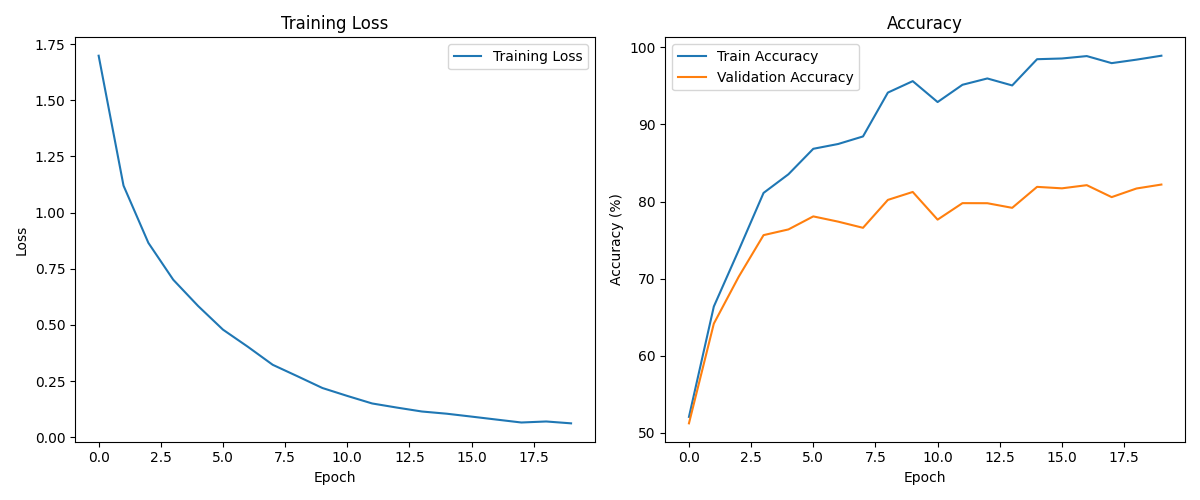 Training Loss
Training Loss
1.75
1.50
1.25
1.00
0.75
0.50
0.25
0.00
Loss
0.0 2.5 5.0 7.5 10.0 12.5 15.0 17.5
Epoch
Accuracy
Train Accuracy
Validation Accuracy
100
90
80
70
60
50
Accuracy (%)
0.0 2.5 5.0 7.5 10.0 12.5 15.0 17.5
Epoch